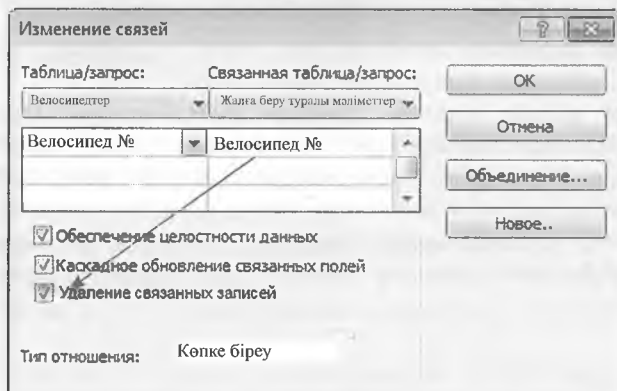 Изменение связей
Таблица/запрос: Связанная таблица/запрос:
Велосипедтер Жалға беру туралы мәліметтер
Велосипед № Велосипед №
Обеспечение целостности данных
Каскадное обновление связанных полей
Удаление связанных записей
Тип отношения: Көпке біреу
ОК
Отмена
Объединение...
Новое..